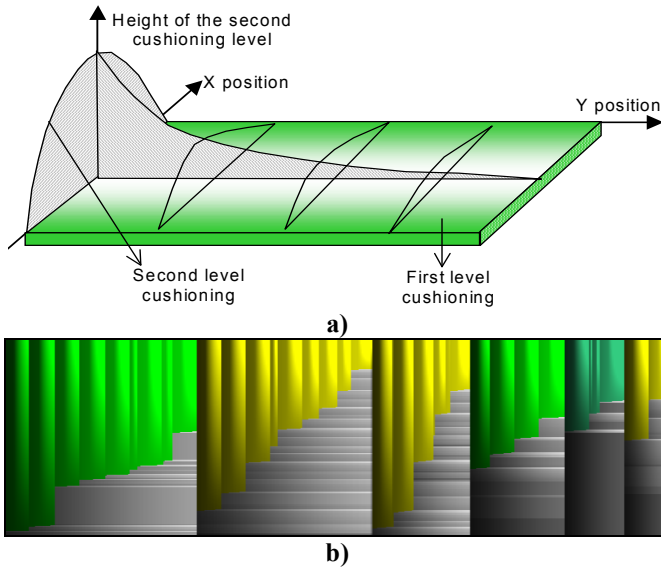 Height of the second
cushioning level
X position
Y position
Second level
cushioning
First level
cushioning
a)
b)